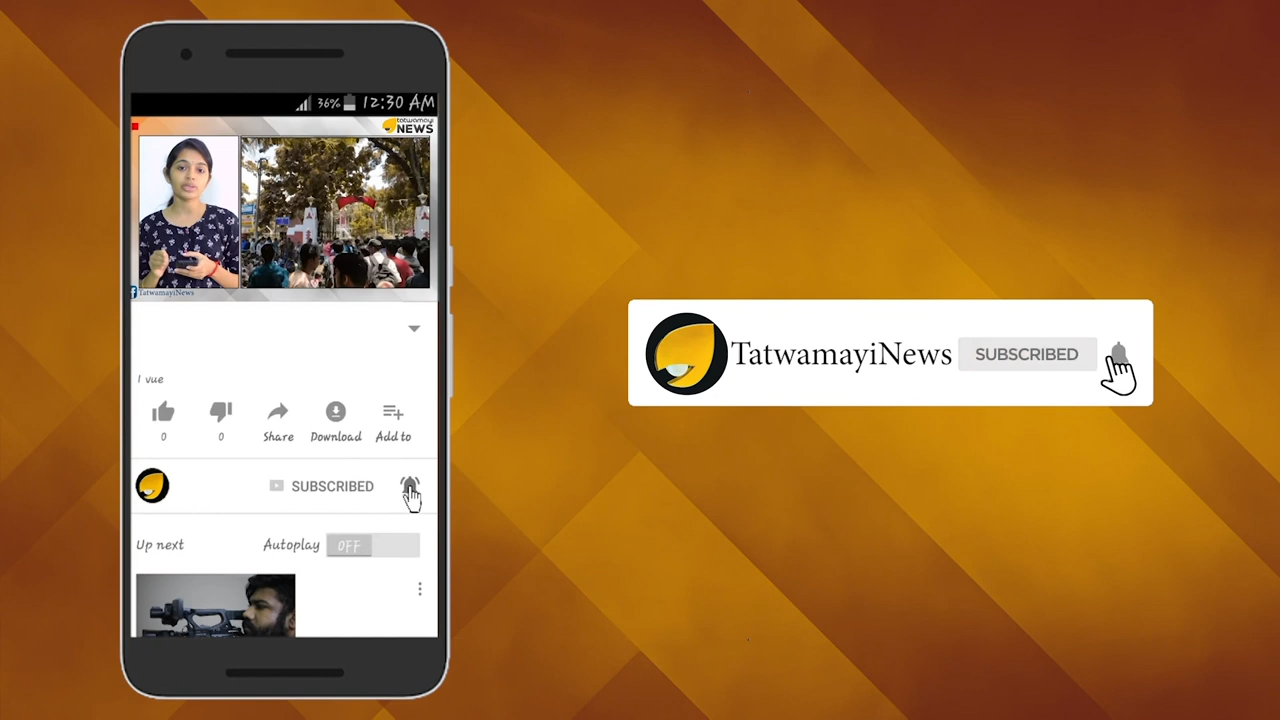 36%
12:30 AM
tatwamayi
NEWS
TatwamayiNews
1 vue
0
0
Share
Download
Add to
SUBSCRIBED
Up next
Autoplay
OFF
TatwamayiNews
SUBSCRIBED